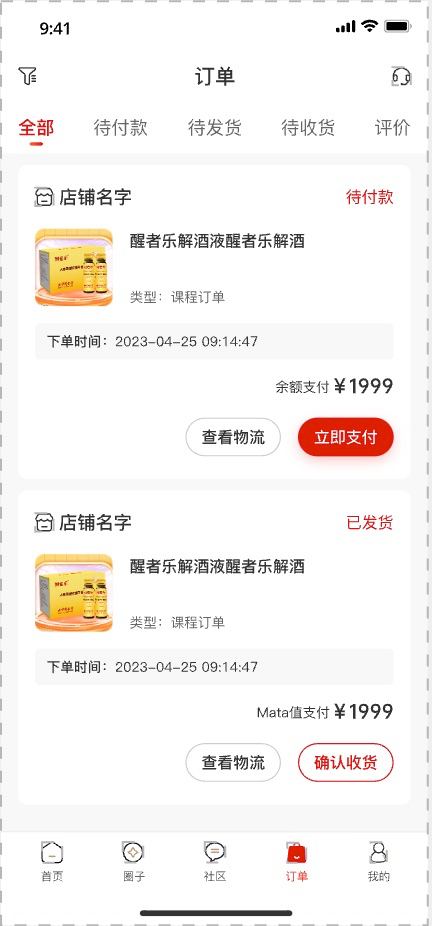 9:41
订单
全部 待付款 待发货 待收货 评价
店铺名字 待付款
醒者乐解酒液醒者乐解酒
类型：课程订单
下单时间：2023-04-25 09:14:47
余额支付 ¥1999
查看物流 立即支付
店铺名字 已发货
醒者乐解酒液醒者乐解酒
类型：课程订单
下单时间：2023-04-25 09:14:47
Mata值支付 ¥1999
查看物流 确认收货
首页 圈子 社区 订单 我的